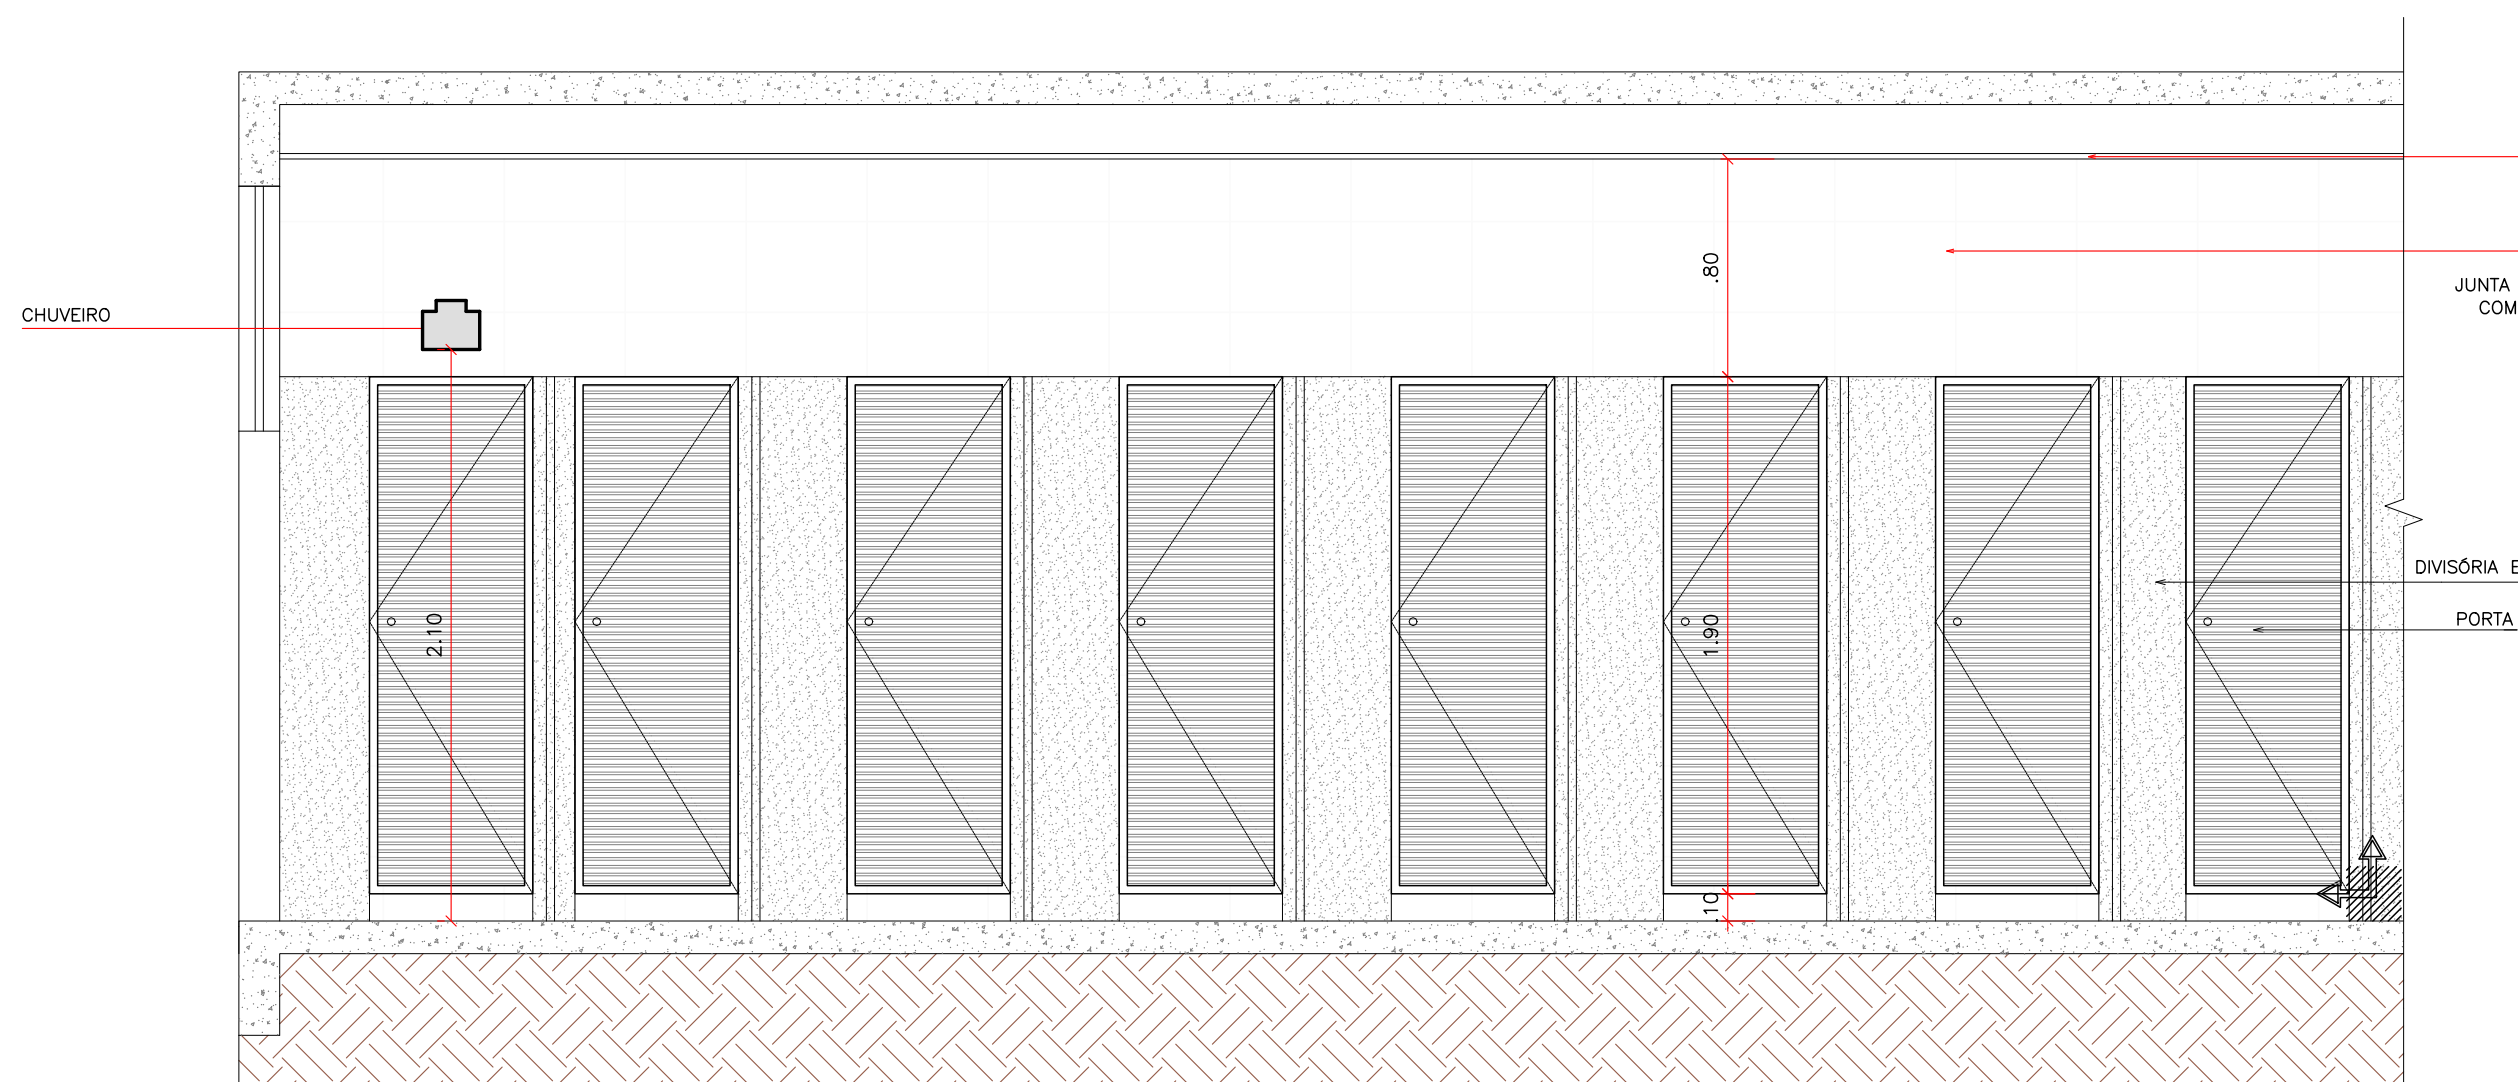 .80
JUNTA
COM
CHUVEIRO
DIVISÓRIA E
PORTA
2.10
1.90
.10